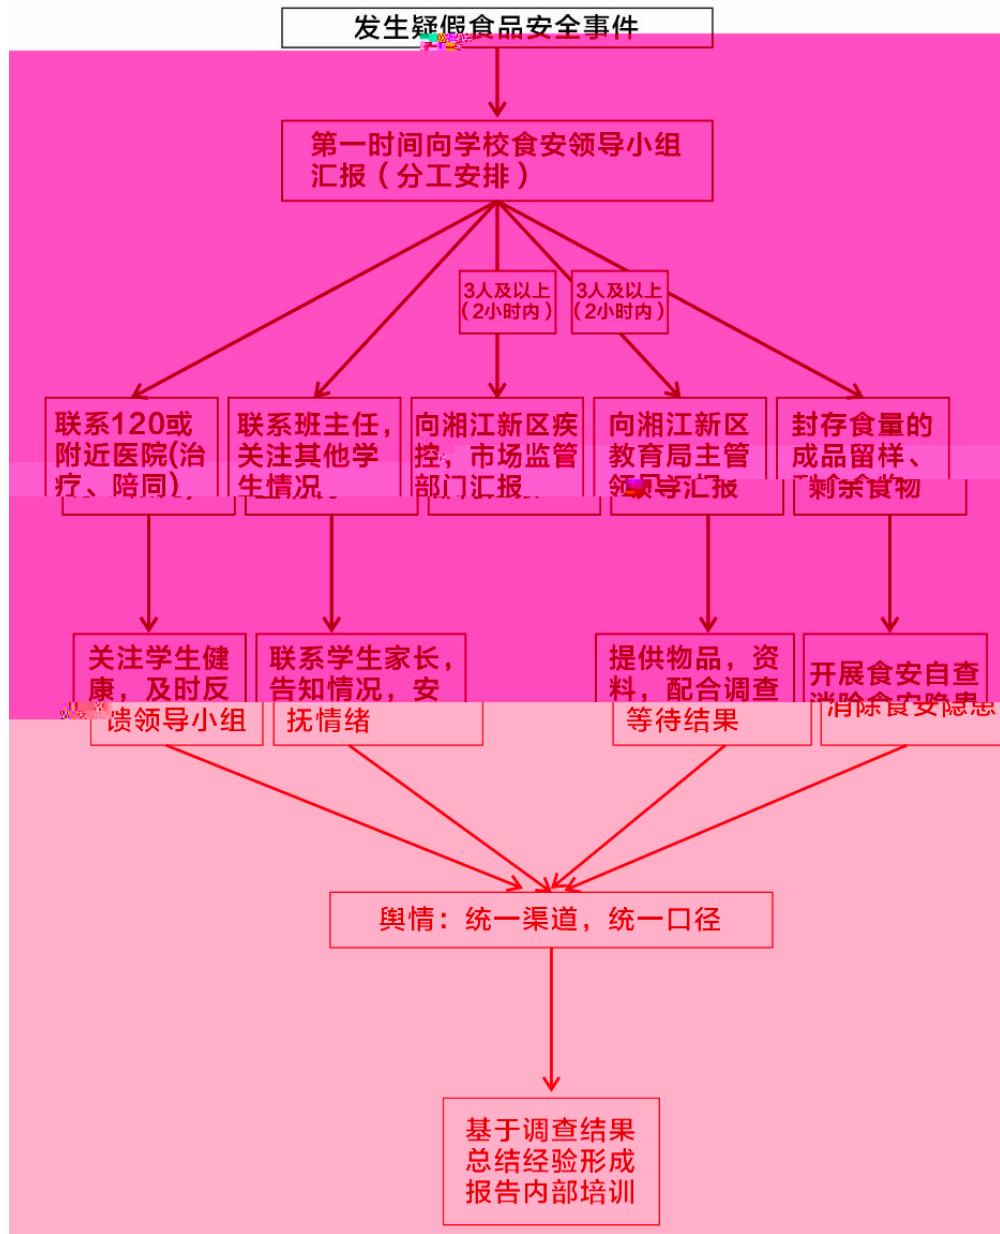 发生疑假食品安全事件
第一时间向学校食安领导小组
汇报（分工安排）
3人及以上
（2小时内）
3人及以上
（2小时内）
联系120或
附近医院(治
疗、陪同)
联系班主任，
关注其他学
生情况。
向湘江新区疾
控，市场监管
部门汇报
向湘江新区
教育局主管
领导汇报
封存食量的
成品留样、
剩余食物
关注学生健
康，及时反
馈领导小组
联系学生家长，
告知情况，安
抚情绪
提供物品，资
料，配合调查
等待结果
开展食安自查
消除食安隐患
舆情：统一渠道，统一口径
基于调查结果
总结经验形成
报告内部培训